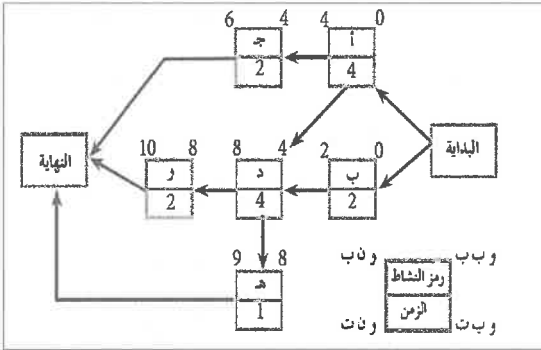 0 4
أ
4
4 6
جـ
2
البداية
0 2
ب
2
4 8
د
4
8 10
و
2
النهاية
8 9
هـ
1
و ب ب
و ن ب
رمز النشاط
الزمن
و ب ت
و ن ت